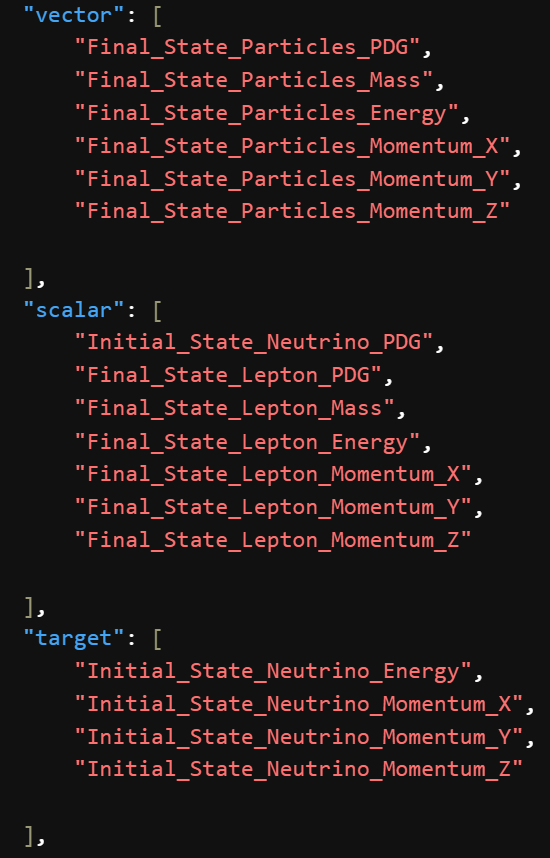 "vector": [
"Final_State_Particles_PDG",
"Final_State_Particles_Mass",
"Final_State_Particles_Energy",
"Final_State_Particles_Momentum_X",
"Final_State_Particles_Momentum_Y",
"Final_State_Particles_Momentum_Z"
],
"scalar": [
"Initial_State_Neutrino_PDG",
"Final_State_Lepton_PDG",
"Final_State_Lepton_Mass",
"Final_State_Lepton_Energy",
"Final_State_Lepton_Momentum_X",
"Final_State_Lepton_Momentum_Y",
"Final_State_Lepton_Momentum_Z"
],
"target": [
"Initial_State_Neutrino_Energy",
"Initial_State_Neutrino_Momentum_X",
"Initial_State_Neutrino_Momentum_Y",
"Initial_State_Neutrino_Momentum_Z"
],